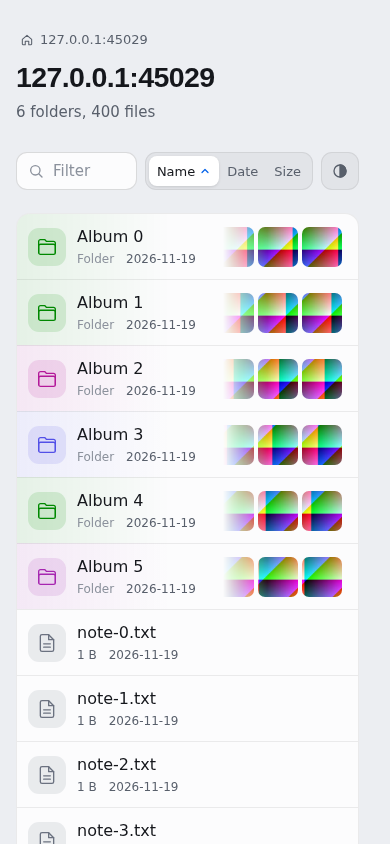 127.0.0.1:45029
127.0.0.1:45029
6 folders, 400 files
Filter Name Date Size
Album 0
Folder 2026-11-19
Album 1
Folder 2026-11-19
Album 2
Folder 2026-11-19
Album 3
Folder 2026-11-19
Album 4
Folder 2026-11-19
Album 5
Folder 2026-11-19
note-0.txt
1 B 2026-11-19
note-1.txt
1 B 2026-11-19
note-2.txt
1 B 2026-11-19
note-3.txt